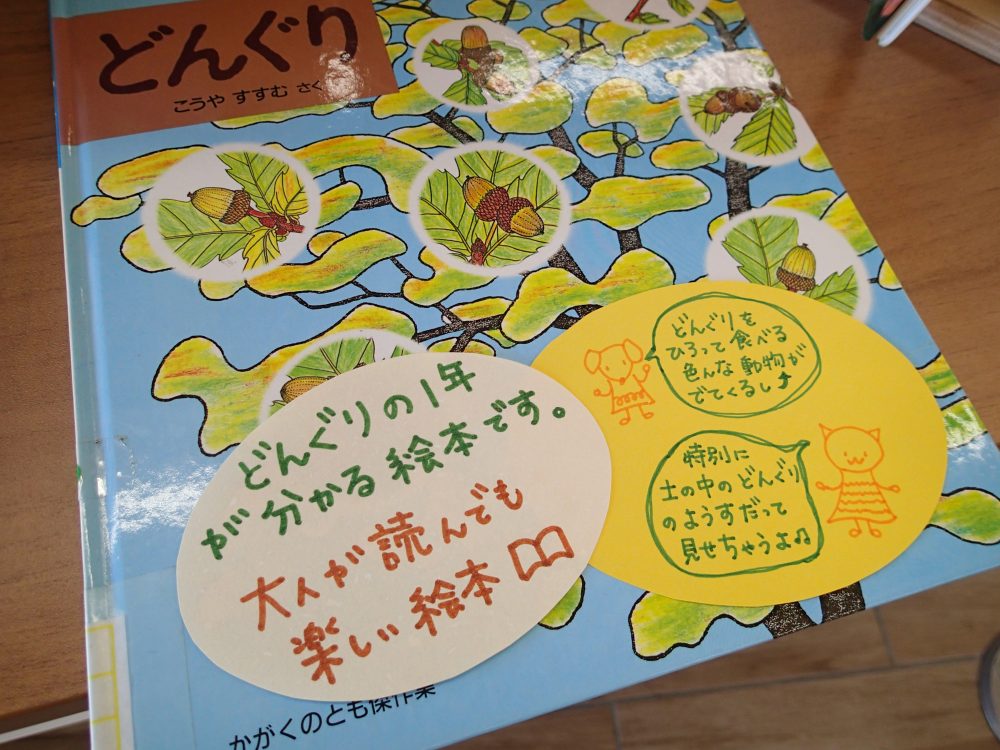 どんぐり
こうや すすむ さく
どんぐりを
ひろって食べる
色んな動物が
でてくるし♪
特別に
土の中のどんぐり
のようすだって
見せちゃうよ♫
どんぐりの1年
が分かる絵本です。
大人が読んでも
楽しい絵本
かがくのとも傑作集